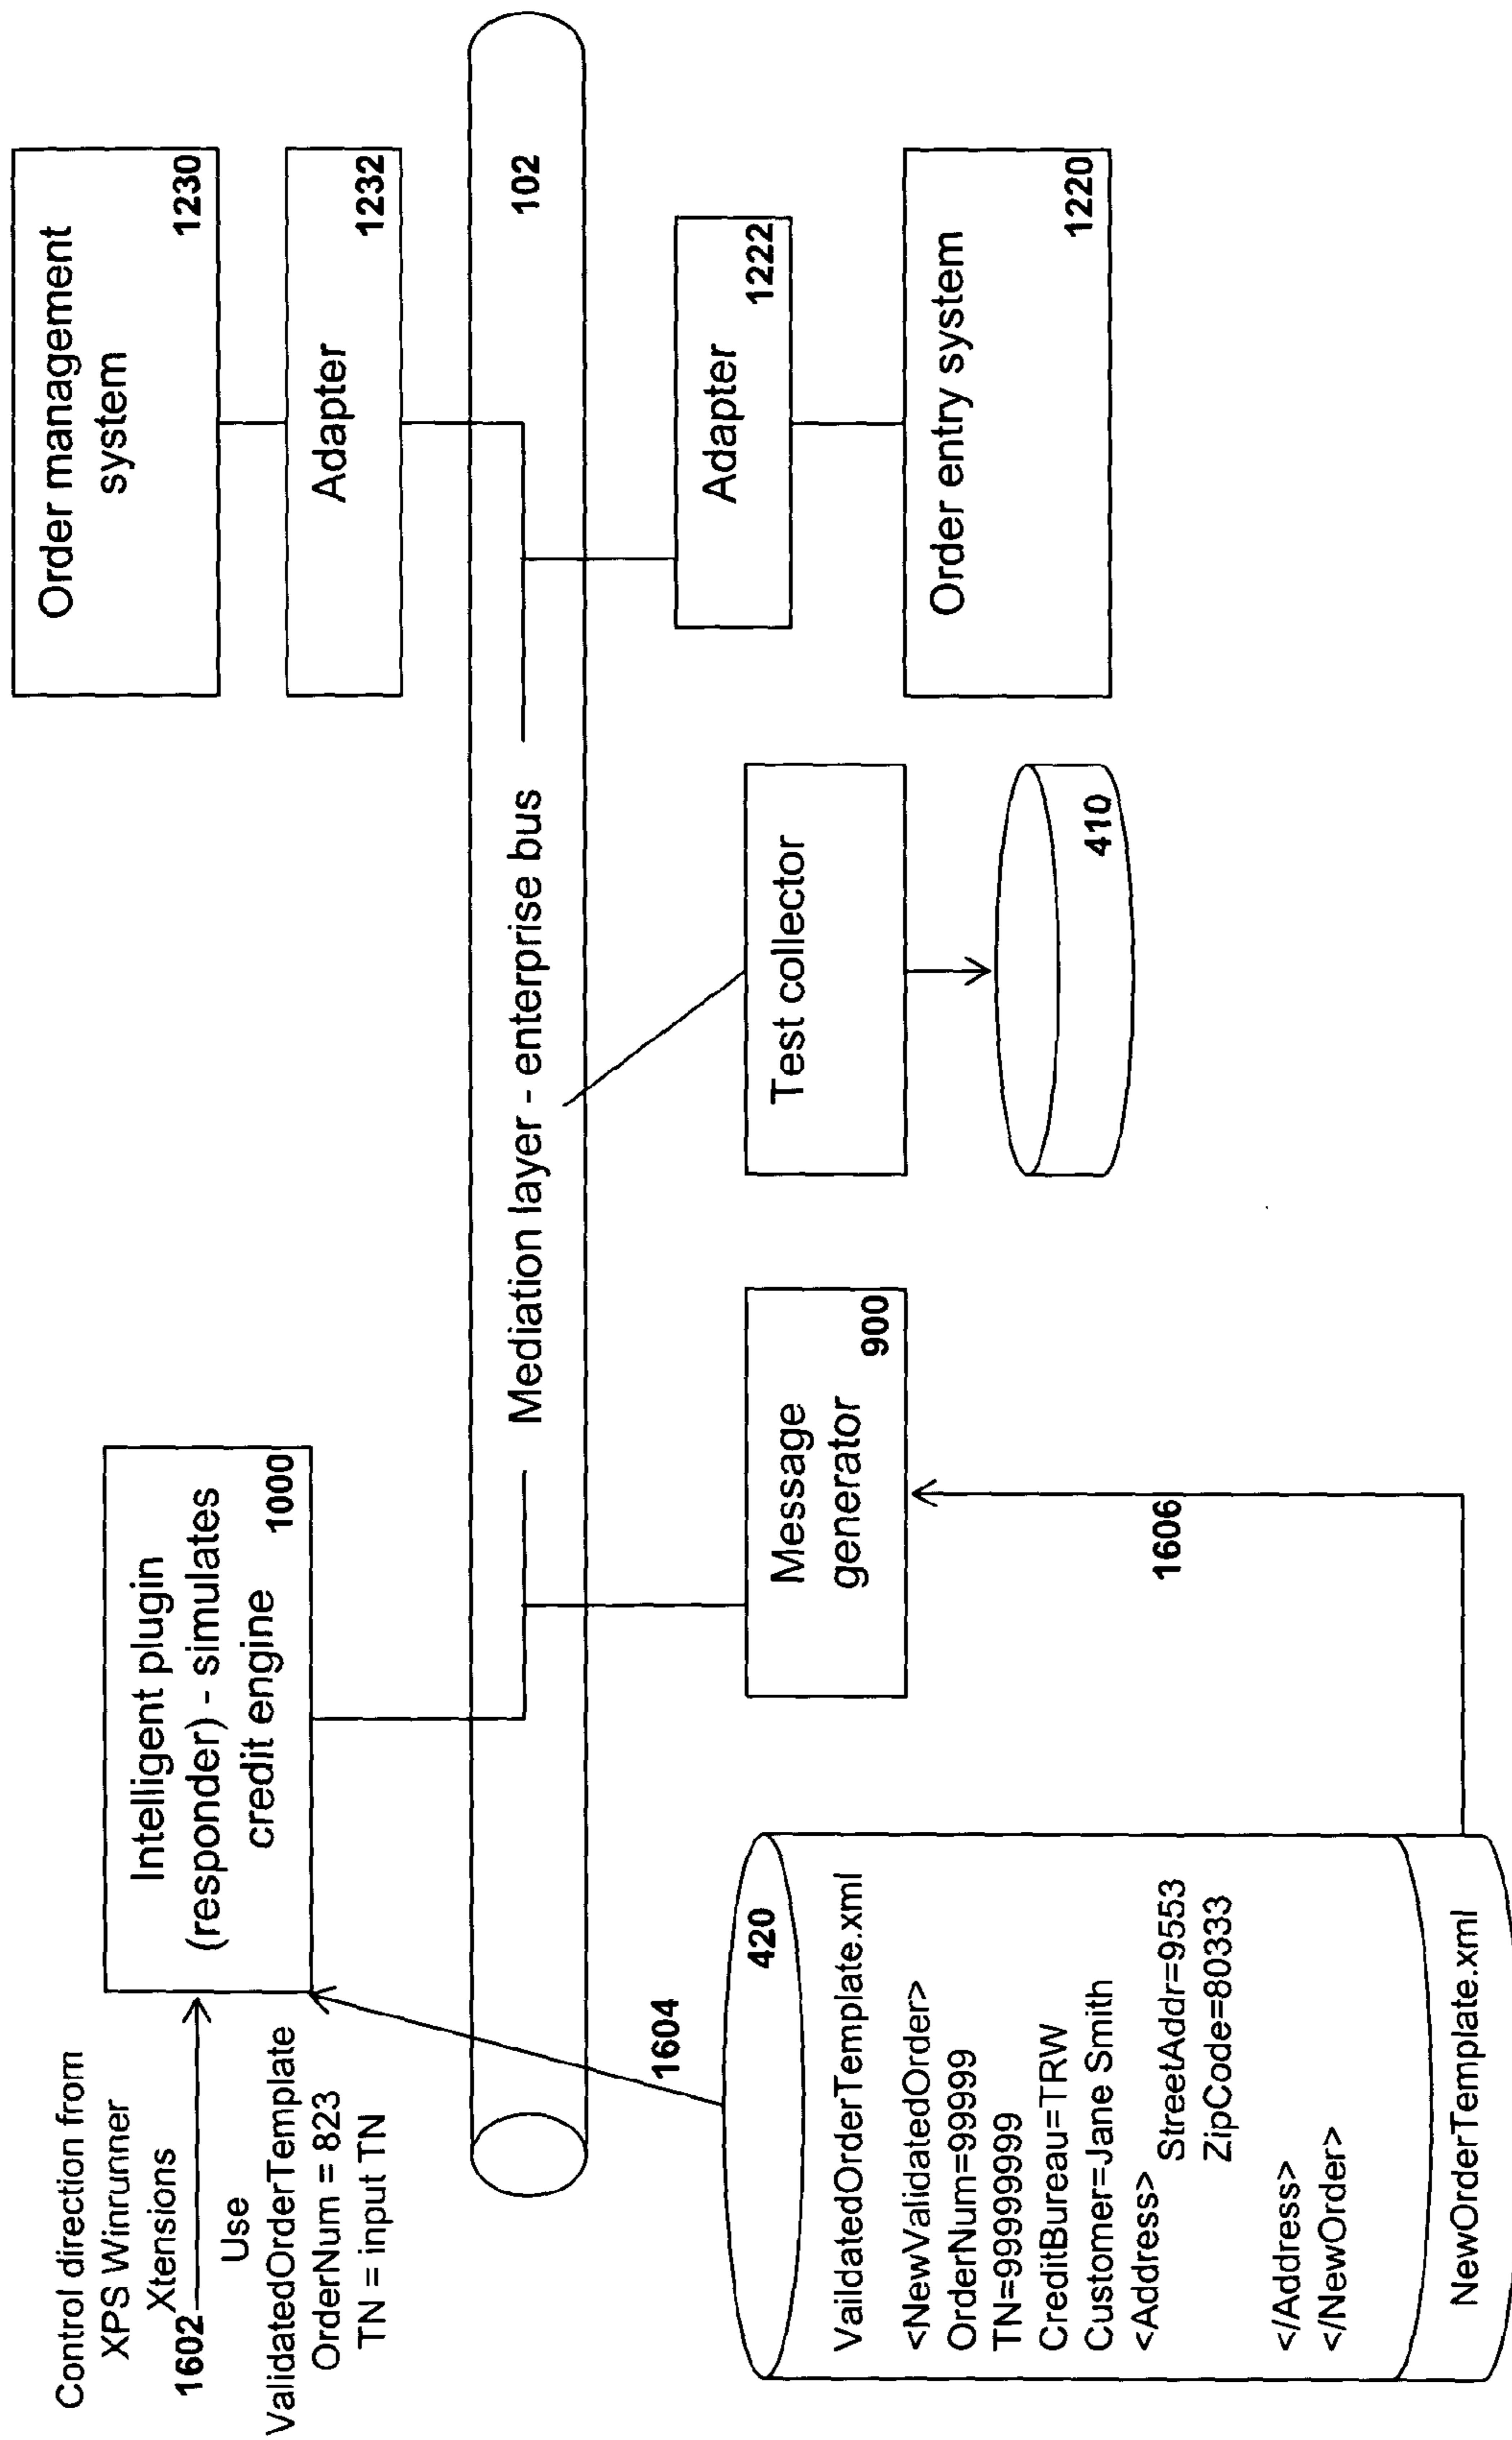 Control direction from
XPS Winrunner
Xtensions
1602
Use
ValidatedOrderTemplate
OrderNum = 823
TN = input TN
Intelligent plugin
(responder) - simulates
credit engine
1000
Order management
system
1230
Adapter
1232
Mediation layer - enterprise bus
102
1604
420
VaildatedOrderTemplate.xml
<NewValidatedOrder>
OrderNum=99999
TN=999999999
CreditBureau=TRW
Customer=Jane Smith
<Address>
StreetAddr=9553
ZipCode=80333
</Address>
</NewOrder>
NewOrderTemplate.xml
Message
generator
900
1606
Test collector
410
Adapter
1222
Order entry system
1220